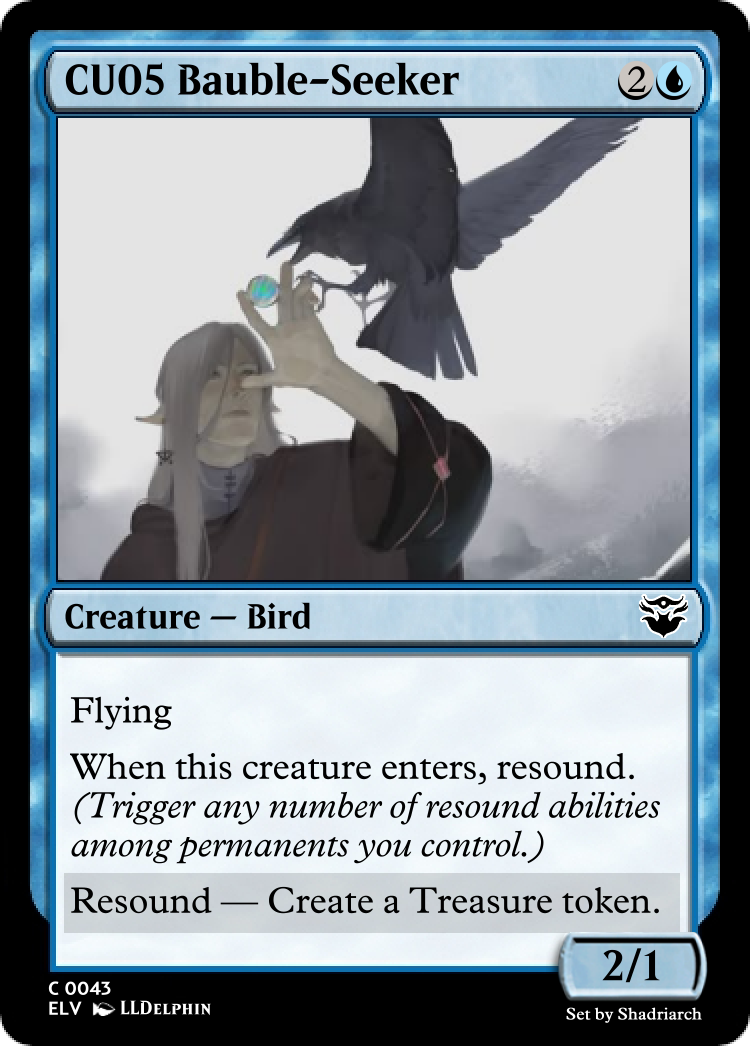 CU05 Bauble-Seeker 2
Creature — Bird
Flying
When this creature enters, resound.
(Trigger any number of resound abilities
among permanents you control.)
Resound — Create a Treasure token.
2/1
C 0043
ELV LLDelphin
Set by Shadriarch